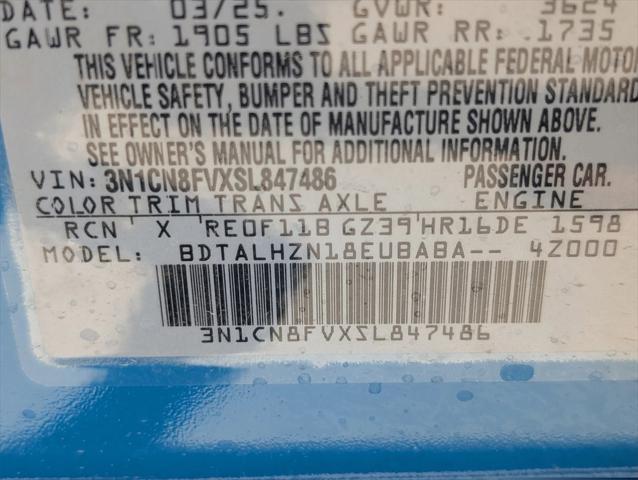 DATE: 03/25. GVWR: 3624
GAWR FR: 1905 LBS GAWR RR: 1735
THIS VEHICLE CONFORMS TO ALL APPLICABLE FEDERAL MOTOR
VEHICLE SAFETY, BUMPER AND THEFT PREVENTION STANDARD
IN EFFECT ON THE DATE OF MANUFACTURE SHOWN ABOVE.
SEE OWNER'S MANUAL FOR ADDITIONAL INFORMATION.
VIN: 3N1CN8FVXSL847486 PASSENGER CAR.
COLOR TRIM TRANS AXLE ENGINE
RCN X RE0F11B GZ39 HR16DE 1598
MODEL: BDTALHZN18EUBABA-- 4Z000
3N1CN8FVXSL847486